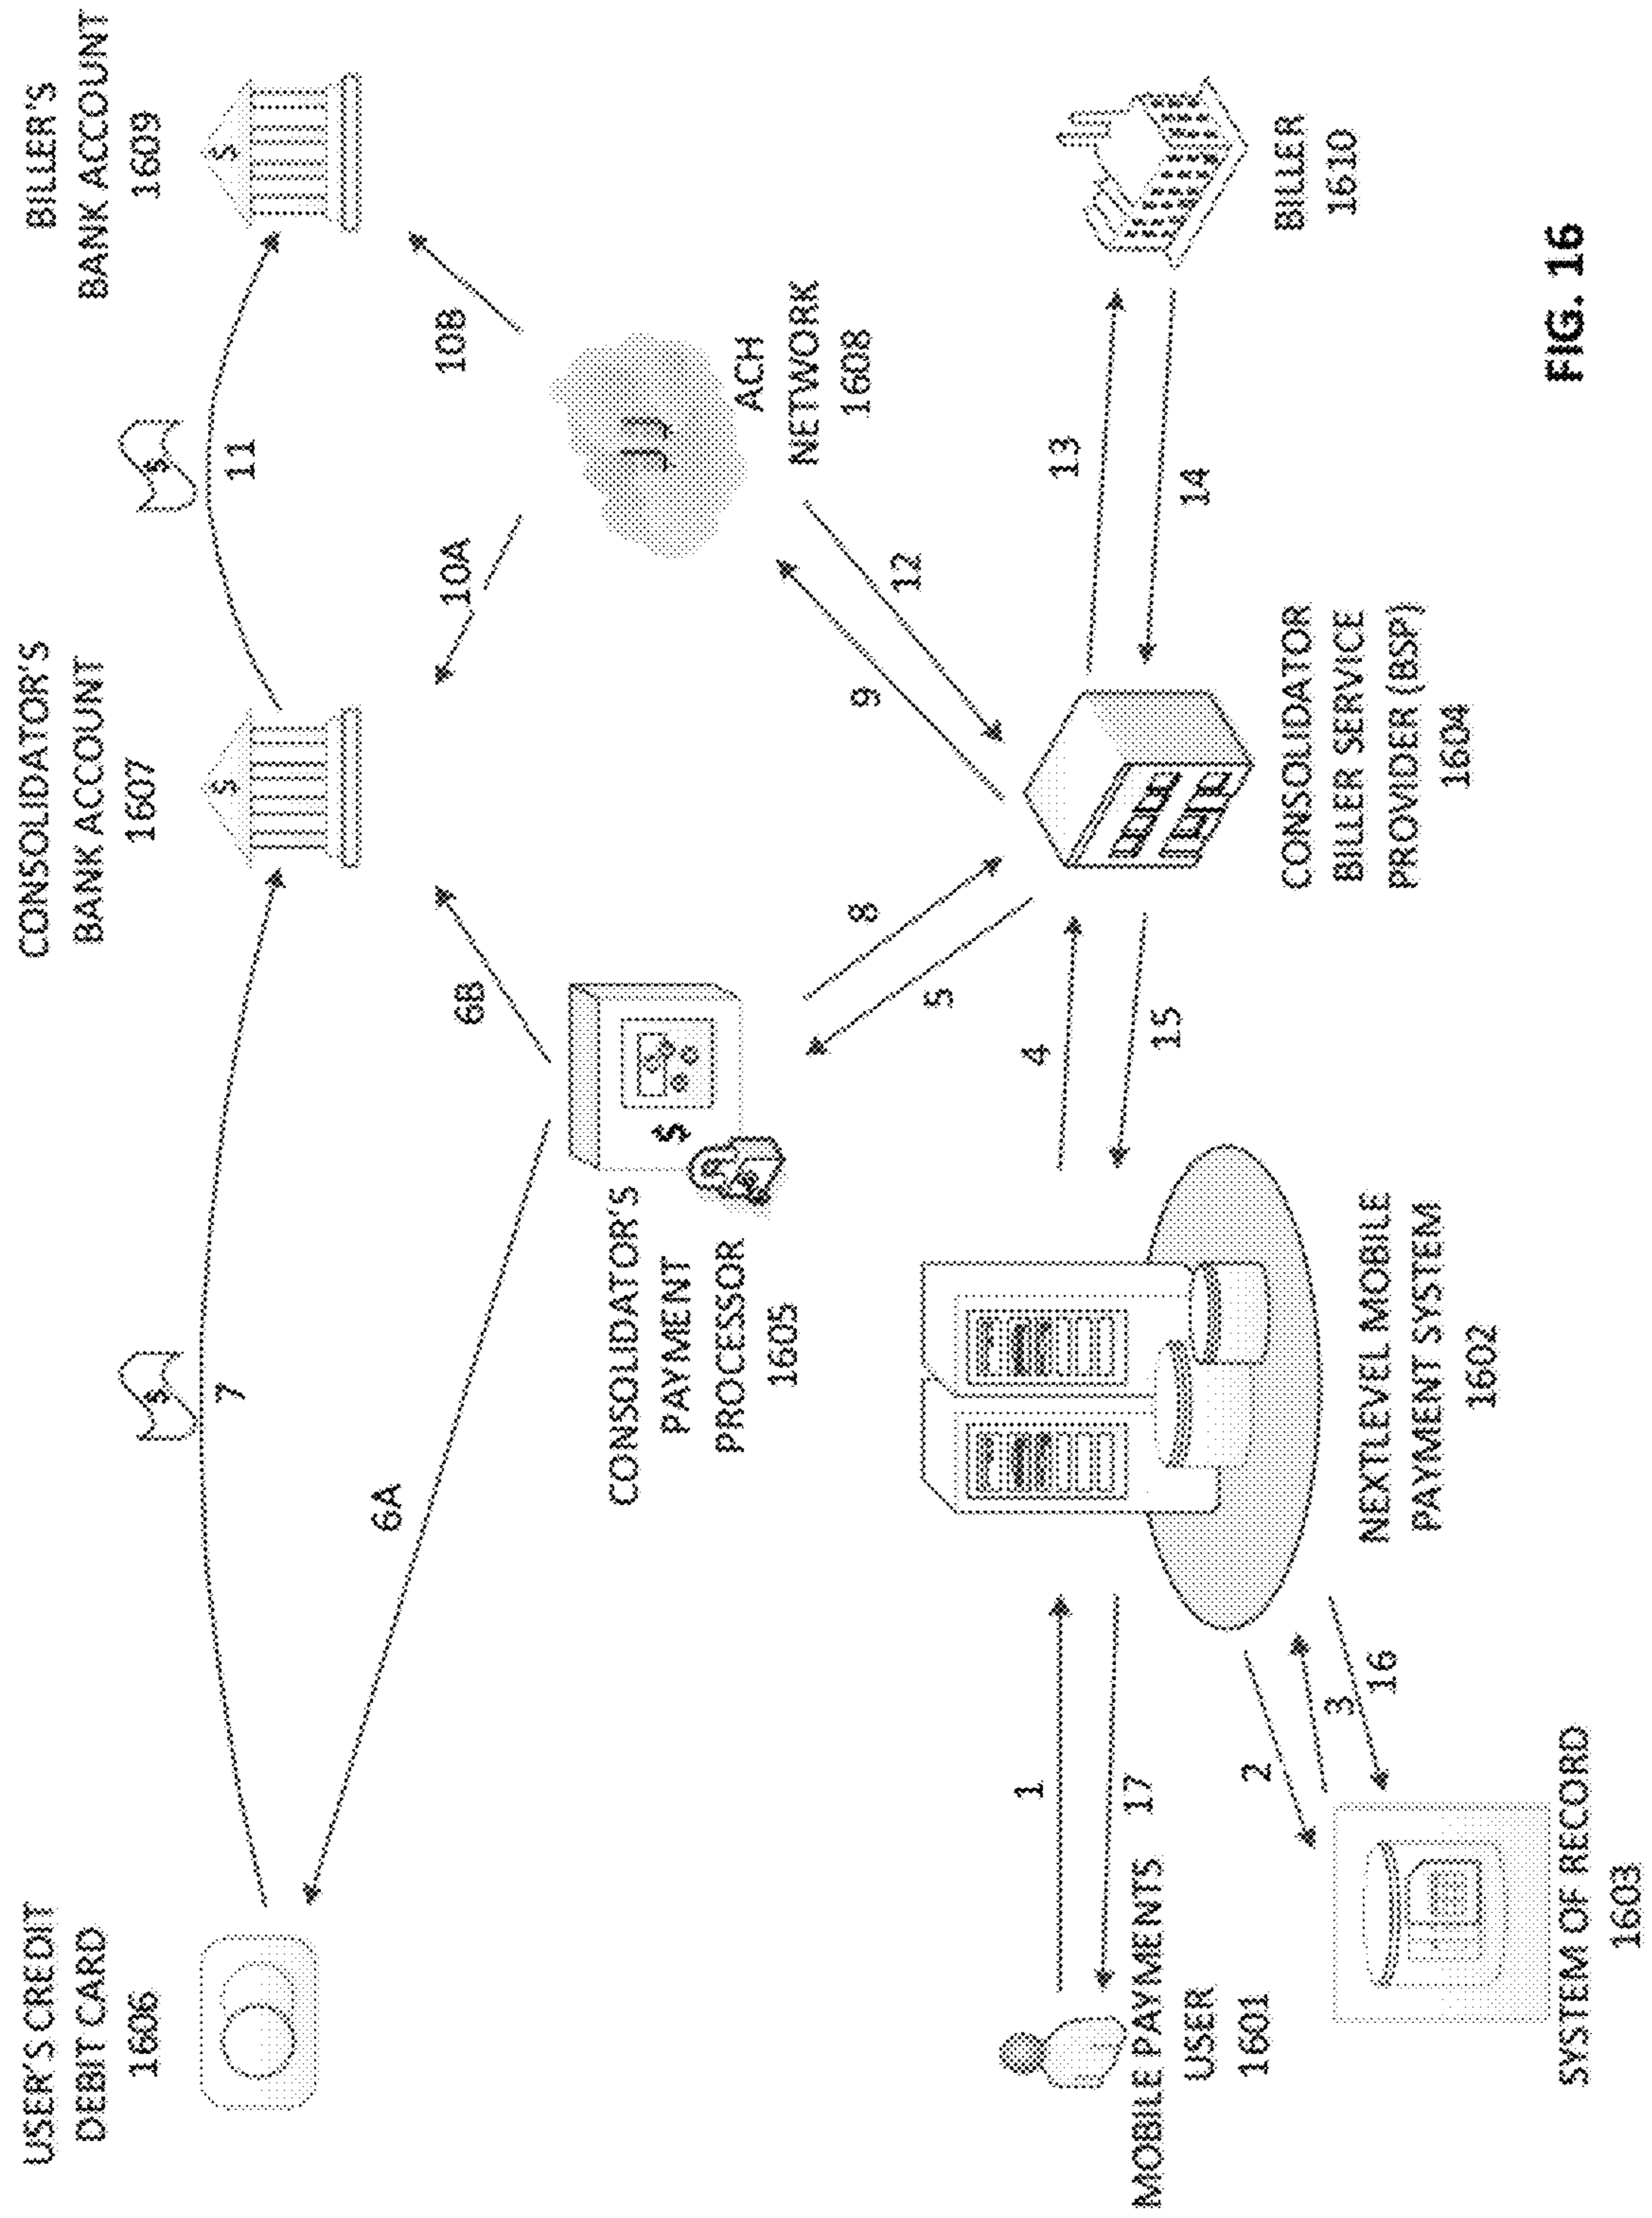 USER'S CREDIT
DEBIT CARD
1606
CONSOLIDATOR'S
BANK ACCOUNT
1607
BILLER'S
BANK ACCOUNT
1609
$
7
$
11
$
$
6A
6B
10A
10B
CONSOLIDATOR'S
PAYMENT
PROCESSOR
1605
$
ACH
NETWORK
1608
5
8
9
12
MOBILE PAYMENTS
USER
1601
1
17
NEXTLEVEL MOBILE
PAYMENT SYSTEM
1602
4
15
CONSOLIDATOR
BILLER SERVICE
PROVIDER (BSP)
1604
13
14
BILLER
1610
2
3
16
SYSTEM OF RECORD
1603
FIG. 16